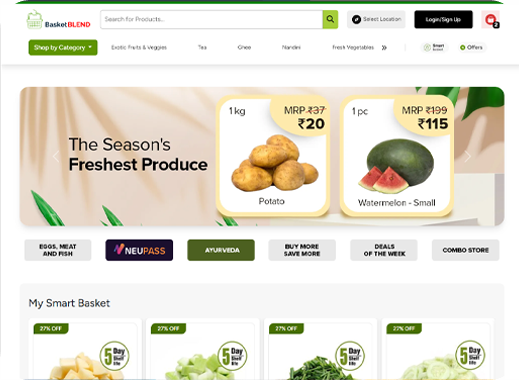 BasketBLEND
Search for Products..
Select Location
Login/Sign Up
2
Shop by Category
Exotic Fruits & Veggies
Tea
Ghee
Nandini
Fresh Vegetables
Smart
Basket
Offers
The Season's
Freshest Produce
1 kg
MRP ₹37
₹20
Potato
1 pc
MRP ₹199
₹115
Watermelon - Small
EGGS, MEAT
AND FISH
NEUPASS
AYURVEDA
BUY MORE
SAVE MORE
DEALS
OF THE WEEK
COMBO STORE
My Smart Basket
27% OFF
5 Day
Shelf
life
27% OFF
5 Day
Shelf
life
27% OFF
5 Day
Shelf
life
27% OFF
5 Day
Shelf
life